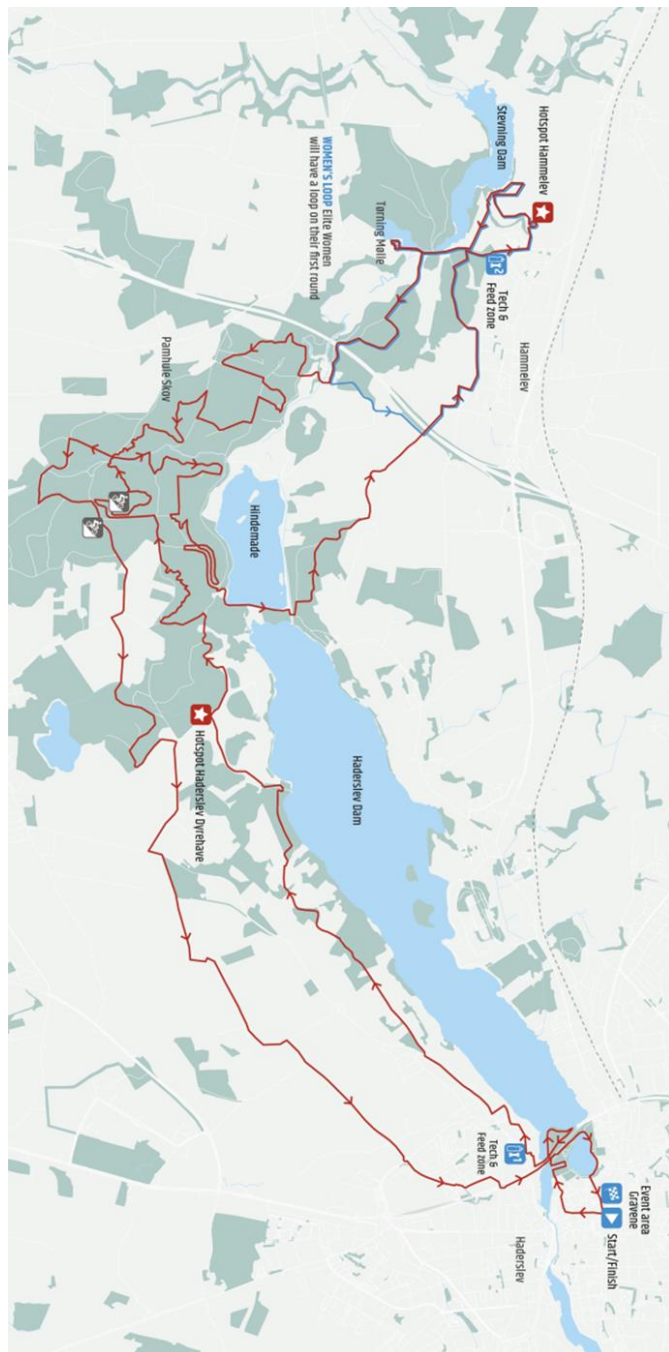 Stevning Dam
Hotspot Hammelev
WOMEN'S LOOP Elite Women
will have a loop on their first round
Tørning Mølle
2
Tech &
Feed zone
Hammelev
Pamhule Skov
Hindemade
Hotspot Haderslev Dyrehave
Haderslev Dam
1
Tech &
Feed zone
Event area
Gravene
Start/Finish
Haderslev